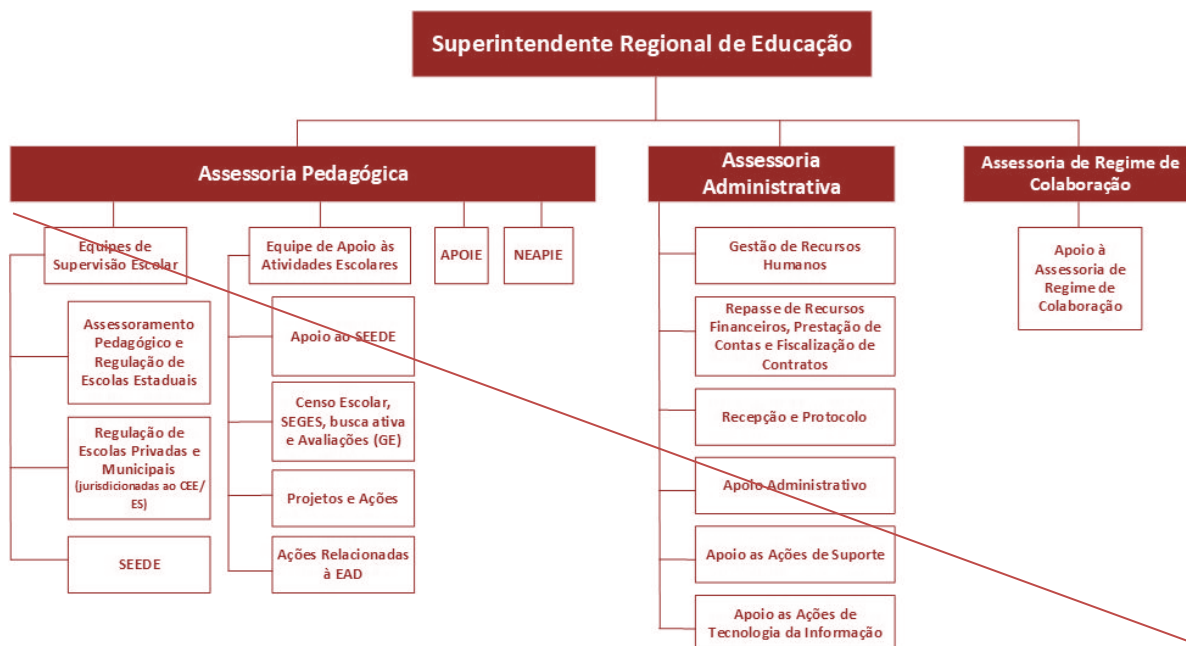 Superintendente Regional de Educação
Assessoria Pedagógica
Assessoria
Administrativa
Assessoria de Regime de
Colaboração
Equipes de
Supervisão Escolar
Assessoramento
Pedagógico e
Regulação de
Escolas Estaduais
Regulação de
Escolas Privadas e
Municipais
(jurisdicionadas ao CEE/
ES)
SEEDE
Equipe de Apoio às
Atividades Escolares
Apoio ao SEEDE
Censo Escolar,
SEGES, busca ativa
e Avaliações (GE)
Projetos e Ações
Ações Relacionadas
à EAD
APOIE
NEAPIE
Gestão de Recursos
Humanos
Repasse de Recursos
Financeiros, Prestação de
Contas e Fiscalização de
Contratos
Recepção e Protocolo
Apoio Administrativo
Apoio as Ações de Suporte
Apoio as Ações de
Tecnologia da Informação
Apoio à
Assessoria de
Regime de
Colaboração